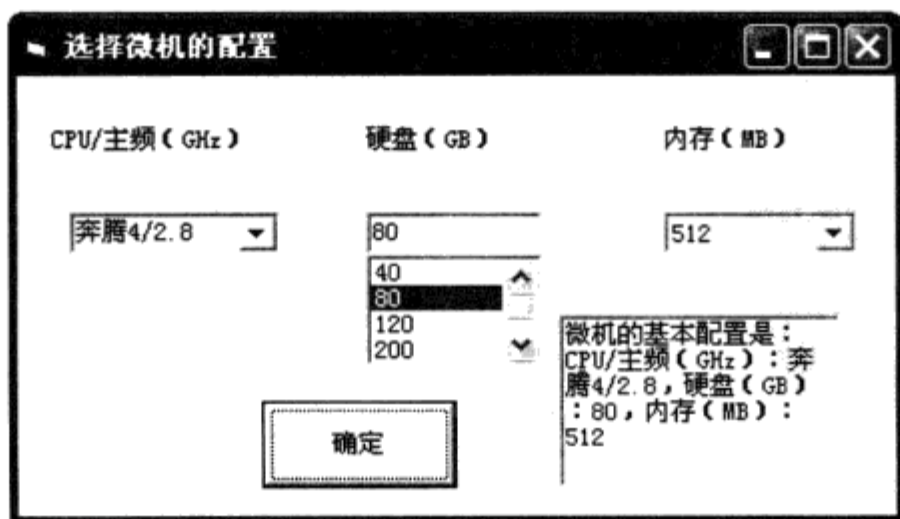 选择微机的配置
CPU/主频(GHz)
硬盘(GB)
内存(MB)
奔腾4/2.8
80
512
40
80
120
200
微机的基本配置是:
CPU/主频(GHz):奔
腾4/2.8,硬盘(GB)
:80,内存(MB):
512
确定